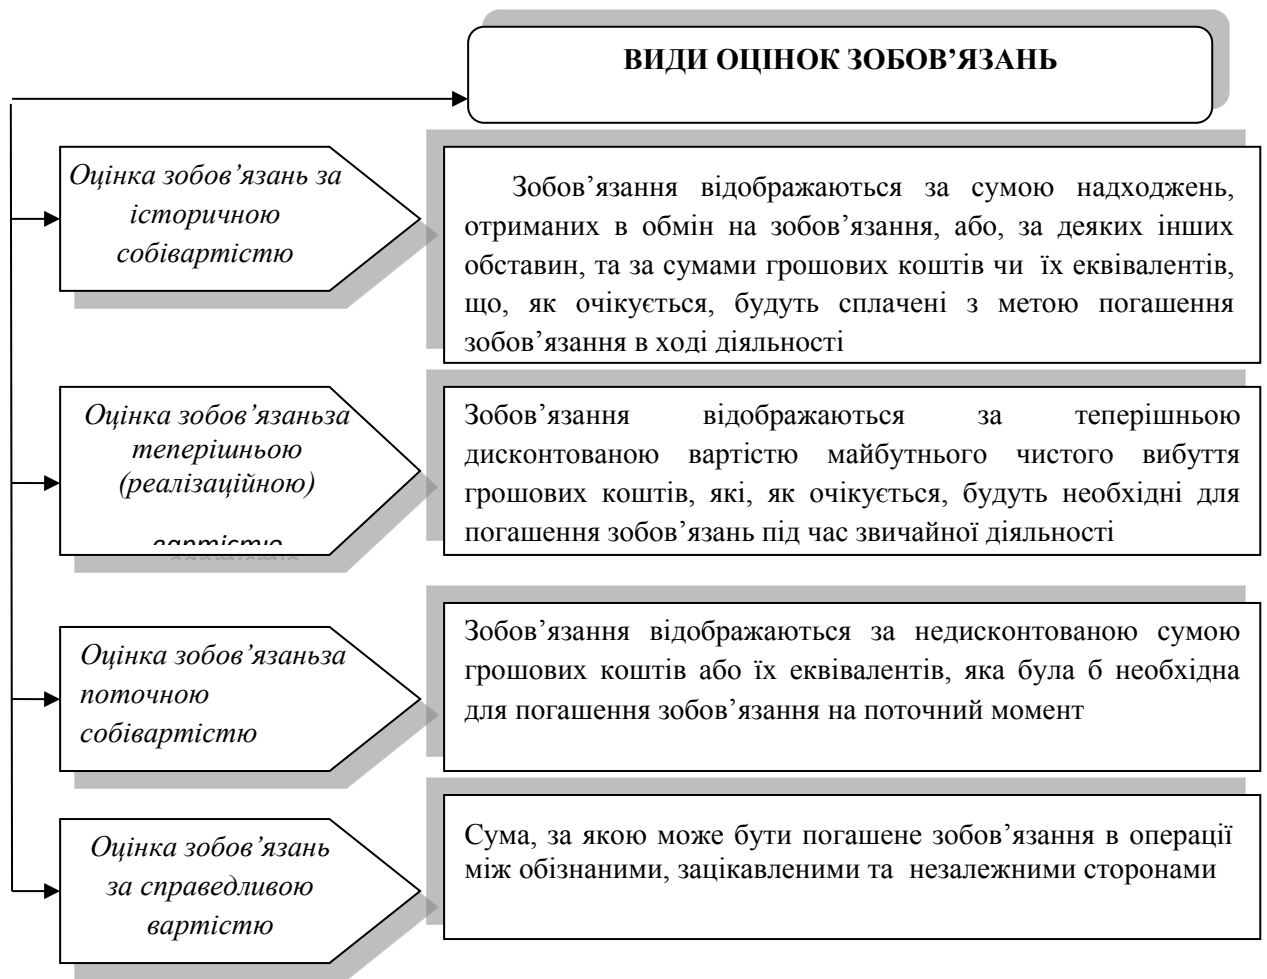 ВИДИ ОЦІНОК ЗОБОВ’ЯЗАНЬ
Оцінка зобов’язань за
історичною
собівартістю
Зобов’язання відображаються за сумою надходжень,
отриманих в обмін на зобов’язання, або, за деяких інших
обставин, та за сумами грошових коштів чи їх еквівалентів,
що, як очікується, будуть сплачені з метою погашення
зобов’язання в ході діяльності
Оцінка зобов’язаньза
теперішньою
(реалізаційною)
вартістю
Зобов’язання відображаються за теперішньою
дисконтованою вартістю майбутнього чистого вибуття
грошових коштів, які, як очікується, будуть необхідні для
погашення зобов’язань під час звичайної діяльності
Оцінка зобов’язаньза
поточною
собівартістю
Зобов’язання відображаються за недисконтованою сумою
грошових коштів або їх еквівалентів, яка була б необхідна
для погашення зобов’язання на поточний момент
Оцінка зобов’язань
за справедливою
вартістю
Сума, за якою може бути погашене зобов’язання в операції
між обізнаними, зацікавленими та незалежними сторонами